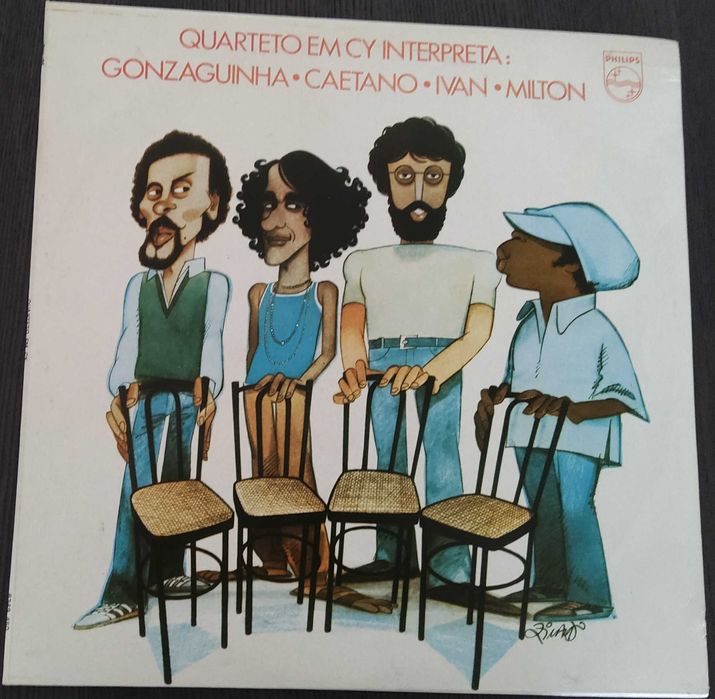 QUARTETO EM CY INTERPRETA:
GONZAGUINHA • CAETANO • IVAN • MILTON
PHILIPS